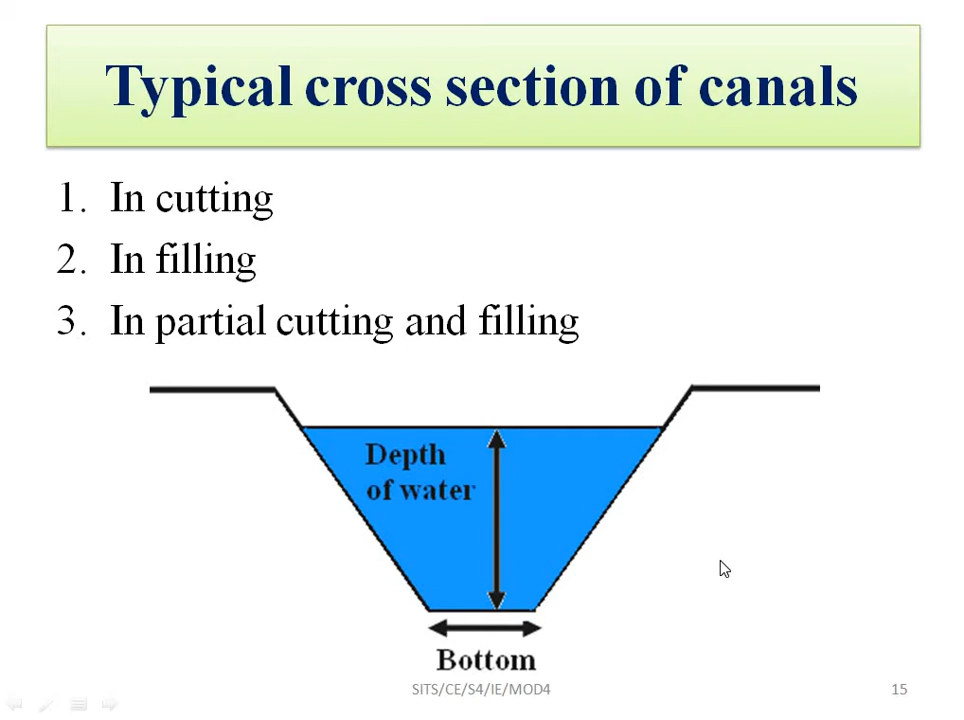 Typical cross section of canals
1. In cutting
2. In filling
3. In partial cutting and filling
Depth
of water
Bottom
SITS/CE/S4/IE/MOD4
15